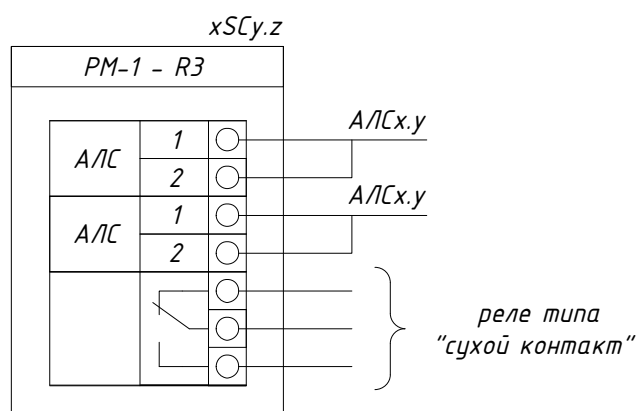 xSCy.z
РМ-1 - R3
АЛС 1
2
АЛСx.y
АЛС 1
2
АЛСx.y
реле типа
"сухой контакт"